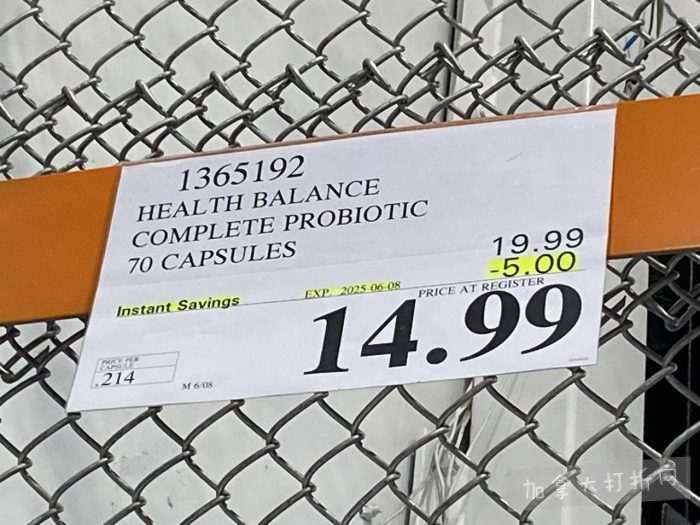 1365192
HEALTH BALANCE
COMPLETE PROBIOTIC
70 CAPSULES
19.99
-5.00
Instant Savings
EXP. 2025-06-08
PRICE AT REGISTER
14.99
PRICE PER
CAPSULE
.214
M 6/08
加拿大打折网